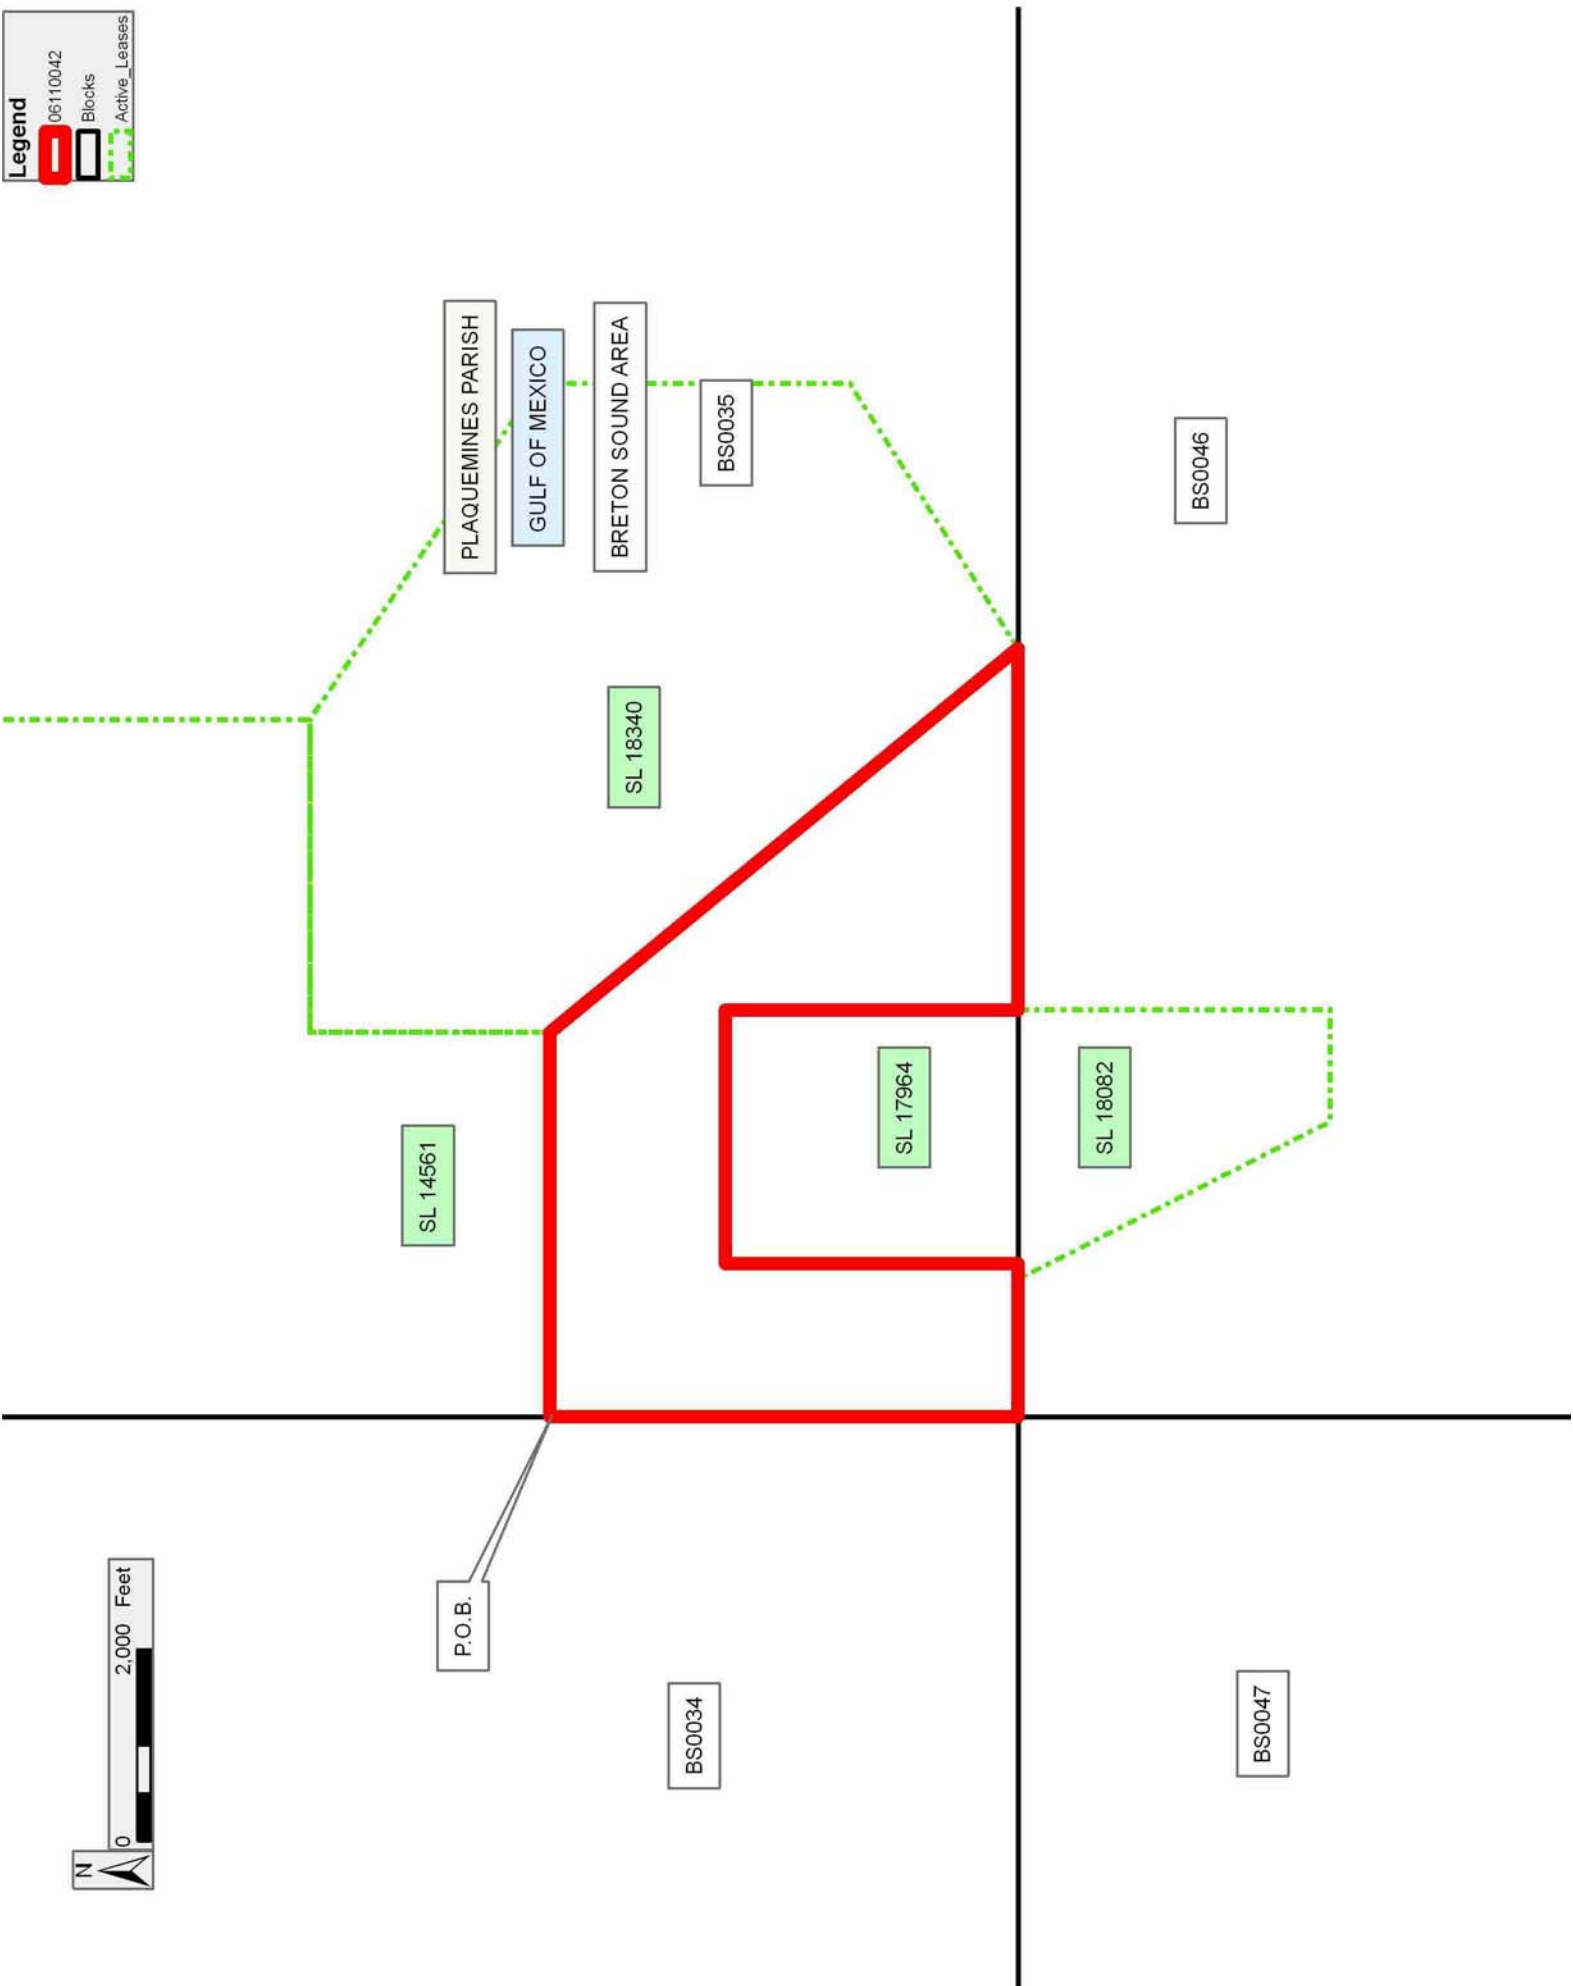 Legend
06110042
Blocks
Active_Leases
PLAQUEMINES PARISH
GULF OF MEXICO
BRETON SOUND AREA
BS0035
BS0046
SL 18340
SL 14561
SL 17964
SL 18082
P.O.B.
BS0034
BS0047
N
0 2,000 Feet